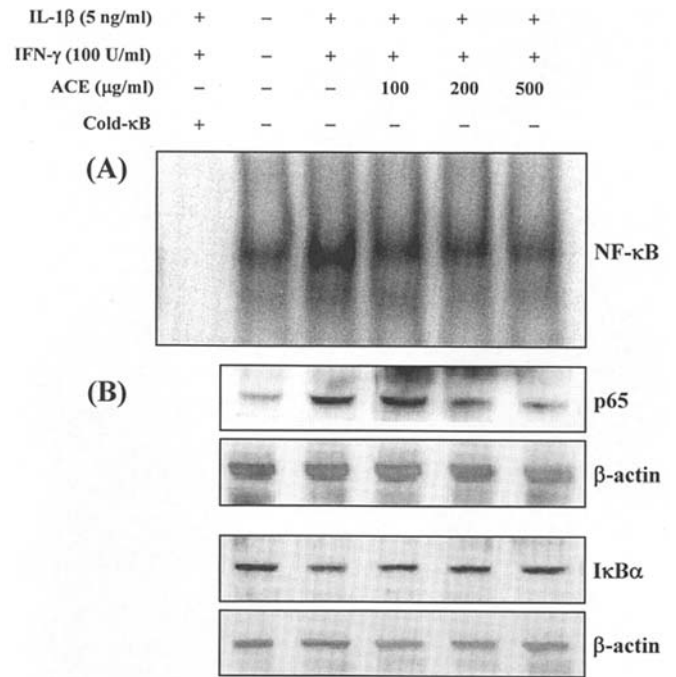 IL-1β (5 ng/ml) + − + + + +
IFN-γ (100 U/ml) + − + + + +
ACE (μg/ml) − − − 100 200 500
Cold-κB + − − − − −
(A)
NF-κB
(B)
p65
β-actin
IκBα
β-actin